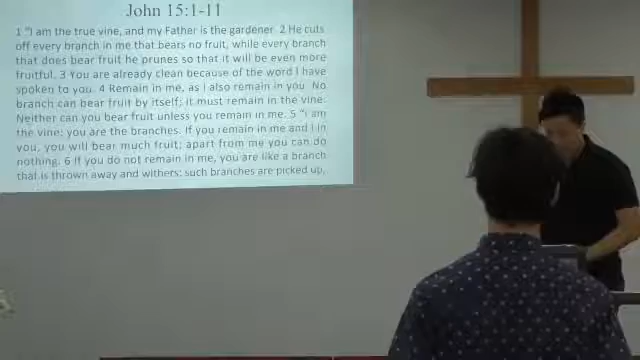 John 15:1-11
1 "I am the true vine, and my Father is the gardener. 2 He cuts
off every branch in me that bears no fruit, while every branch
that does bear fruit he prunes so that it will be even more
fruitful. 3 You are already clean because of the word I have
spoken to you. 4 Remain in me, as I also remain in you. No
branch can bear fruit by itself; it must remain in the vine.
Neither can you bear fruit unless you remain in me. 5 "I am
the vine; you are the branches. If you remain in me and I in
you, you will bear much fruit; apart from me you can do
nothing. 6 If you do not remain in me, you are like a branch
that is thrown away and withers; such branches are picked up,